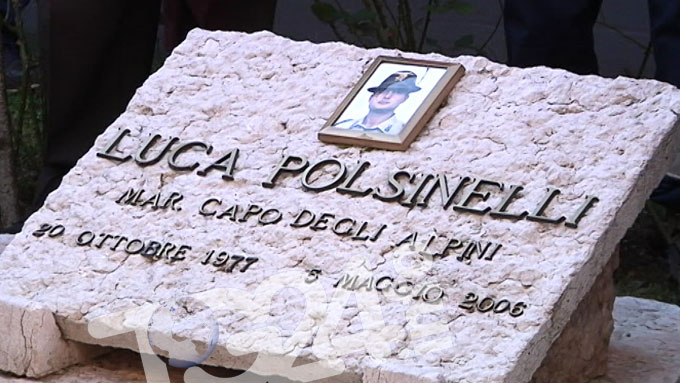 LUCA POLSINELLI
MAR. CAPO DEGLI ALPINI
20 OTTOBRE 1977 5 MAGGIO 2006